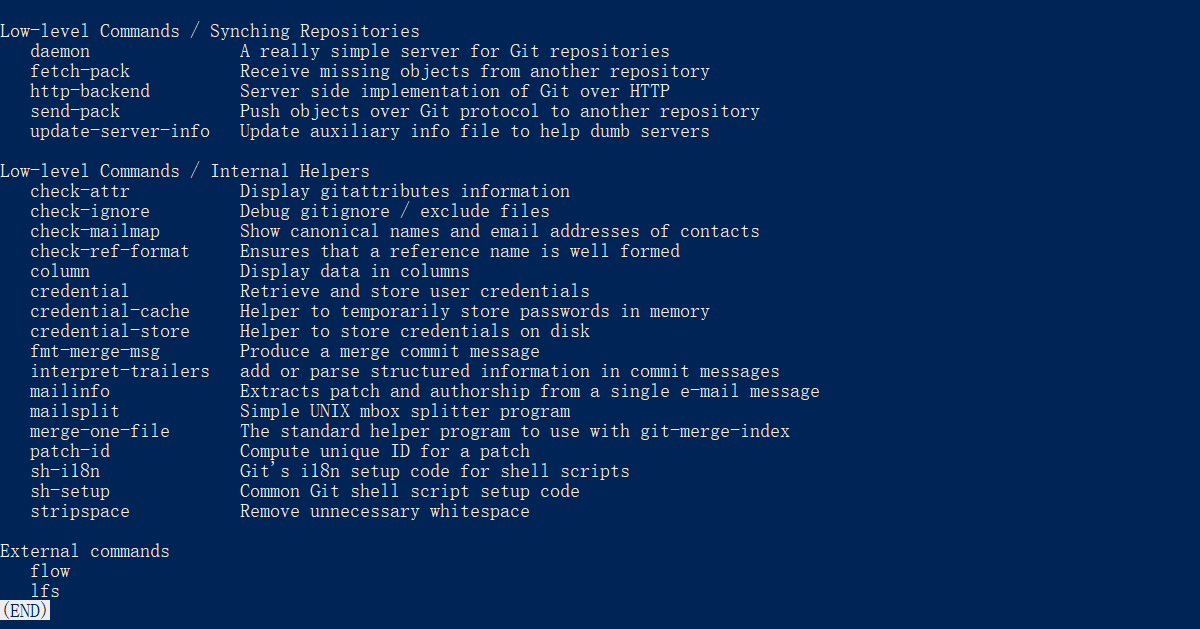 Low-level Commands / Synching Repositories
   daemon               A really simple server for Git repositories
   fetch-pack           Receive missing objects from another repository
   http-backend         Server side implementation of Git over HTTP
   send-pack            Push objects over Git protocol to another repository
   update-server-info   Update auxiliary info file to help dumb servers

Low-level Commands / Internal Helpers
   check-attr           Display gitattributes information
   check-ignore         Debug gitignore / exclude files
   check-mailmap        Show canonical names and email addresses of contacts
   check-ref-format     Ensures that a reference name is well formed
   column               Display data in columns
   credential           Retrieve and store user credentials
   credential-cache     Helper to temporarily store passwords in memory
   credential-store     Helper to store credentials on disk
   fmt-merge-msg        Produce a merge commit message
   interpret-trailers   add or parse structured information in commit messages
   mailinfo             Extracts patch and authorship from a single e-mail message
   mailsplit            Simple UNIX mbox splitter program
   merge-one-file       The standard helper program to use with git-merge-index
   patch-id             Compute unique ID for a patch
   sh-i18n              Git's i18n setup code for shell scripts
   sh-setup             Common Git shell script setup code
   stripspace           Remove unnecessary whitespace

External commands
   flow
   lfs
(END)